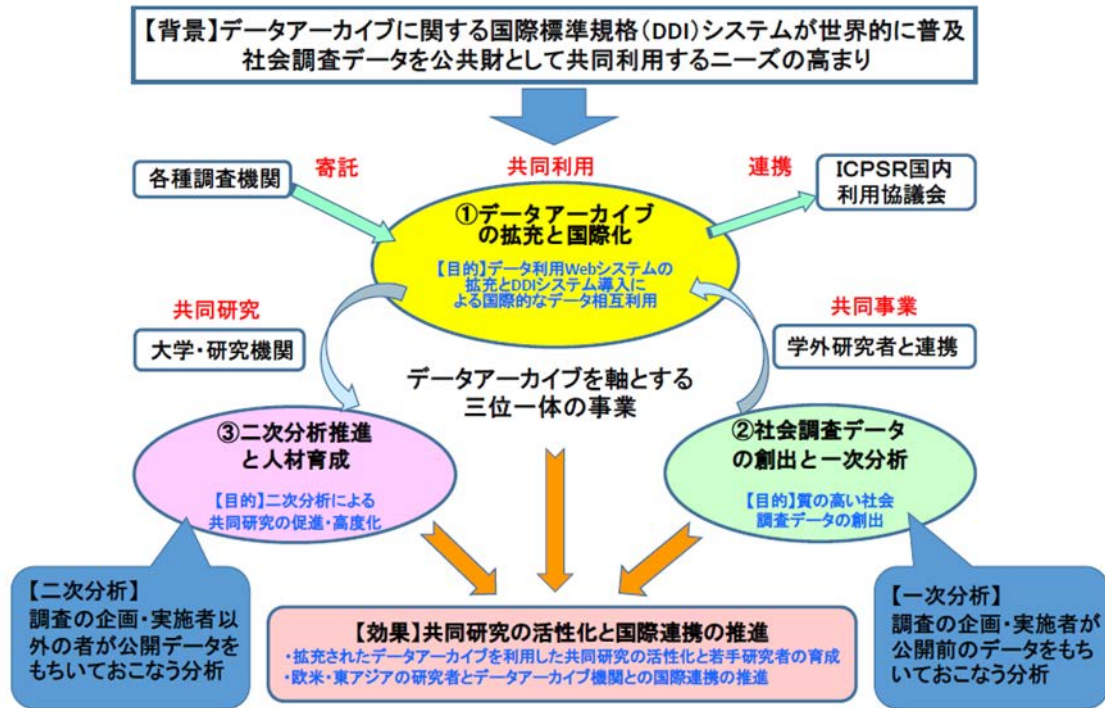 【背景】データアーカイブに関する国際標準規格(DDI)システムが世界的に普及
社会調査データを公共財として共同利用するニーズの高まり
寄託
共同利用
連携
各種調査機関
ICPSR国内
利用協議会
①データアーカイブ
の拡充と国際化
【目的】データ利用Webシステムの
拡充とDDIシステム導入に
よる国際的なデータ相互利用
共同研究
大学・研究機関
共同事業
学外研究者と連携
データアーカイブを軸とする
三位一体の事業
③二次分析推進
と人材育成
【目的】二次分析による
共同研究の促進・高度化
②社会調査データ
の創出と一次分析
【目的】質の高い社会
調査データの創出
【二次分析】
調査の企画・実施者以
外の者が公開データを
もちいておこなう分析
【一次分析】
調査の企画・実施者が
公開前のデータをもち
いておこなう分析
【効果】共同研究の活性化と国際連携の推進
・拡充されたデータアーカイブを利用した共同研究の活性化と若手研究者の育成
・欧米・東アジアの研究者とデータアーカイブ機関との国際連携の推進